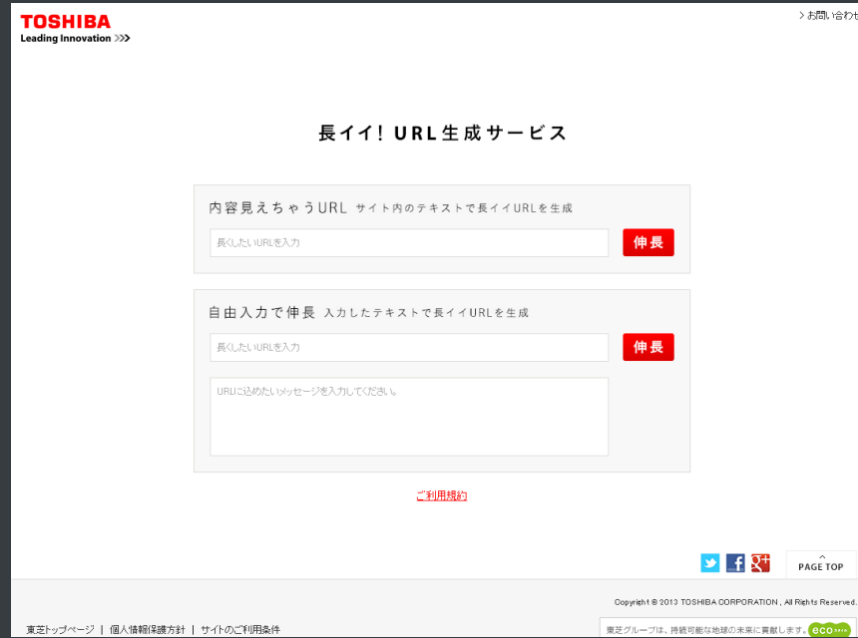 TOSHIBA
Leading Innovation >>>
> お問い合わせ
長イイ! URL生成サービス
内容見えちゃうURL サイト内のテキストで長イイURLを生成
長くしたいURLを入力
伸長
自由入力で伸長 入力したテキストで長イイURLを生成
長くしたいURLを入力
伸長
URLに込めたいメッセージを入力してください。
ご利用規約
PAGE TOP
Copyright © 2013 TOSHIBA CORPORATION , All Rights Reserved.
東芝トップページ | 個人情報保護方針 | サイトのご利用条件
東芝グループは、持続可能な地球の未来に貢献します。 eco